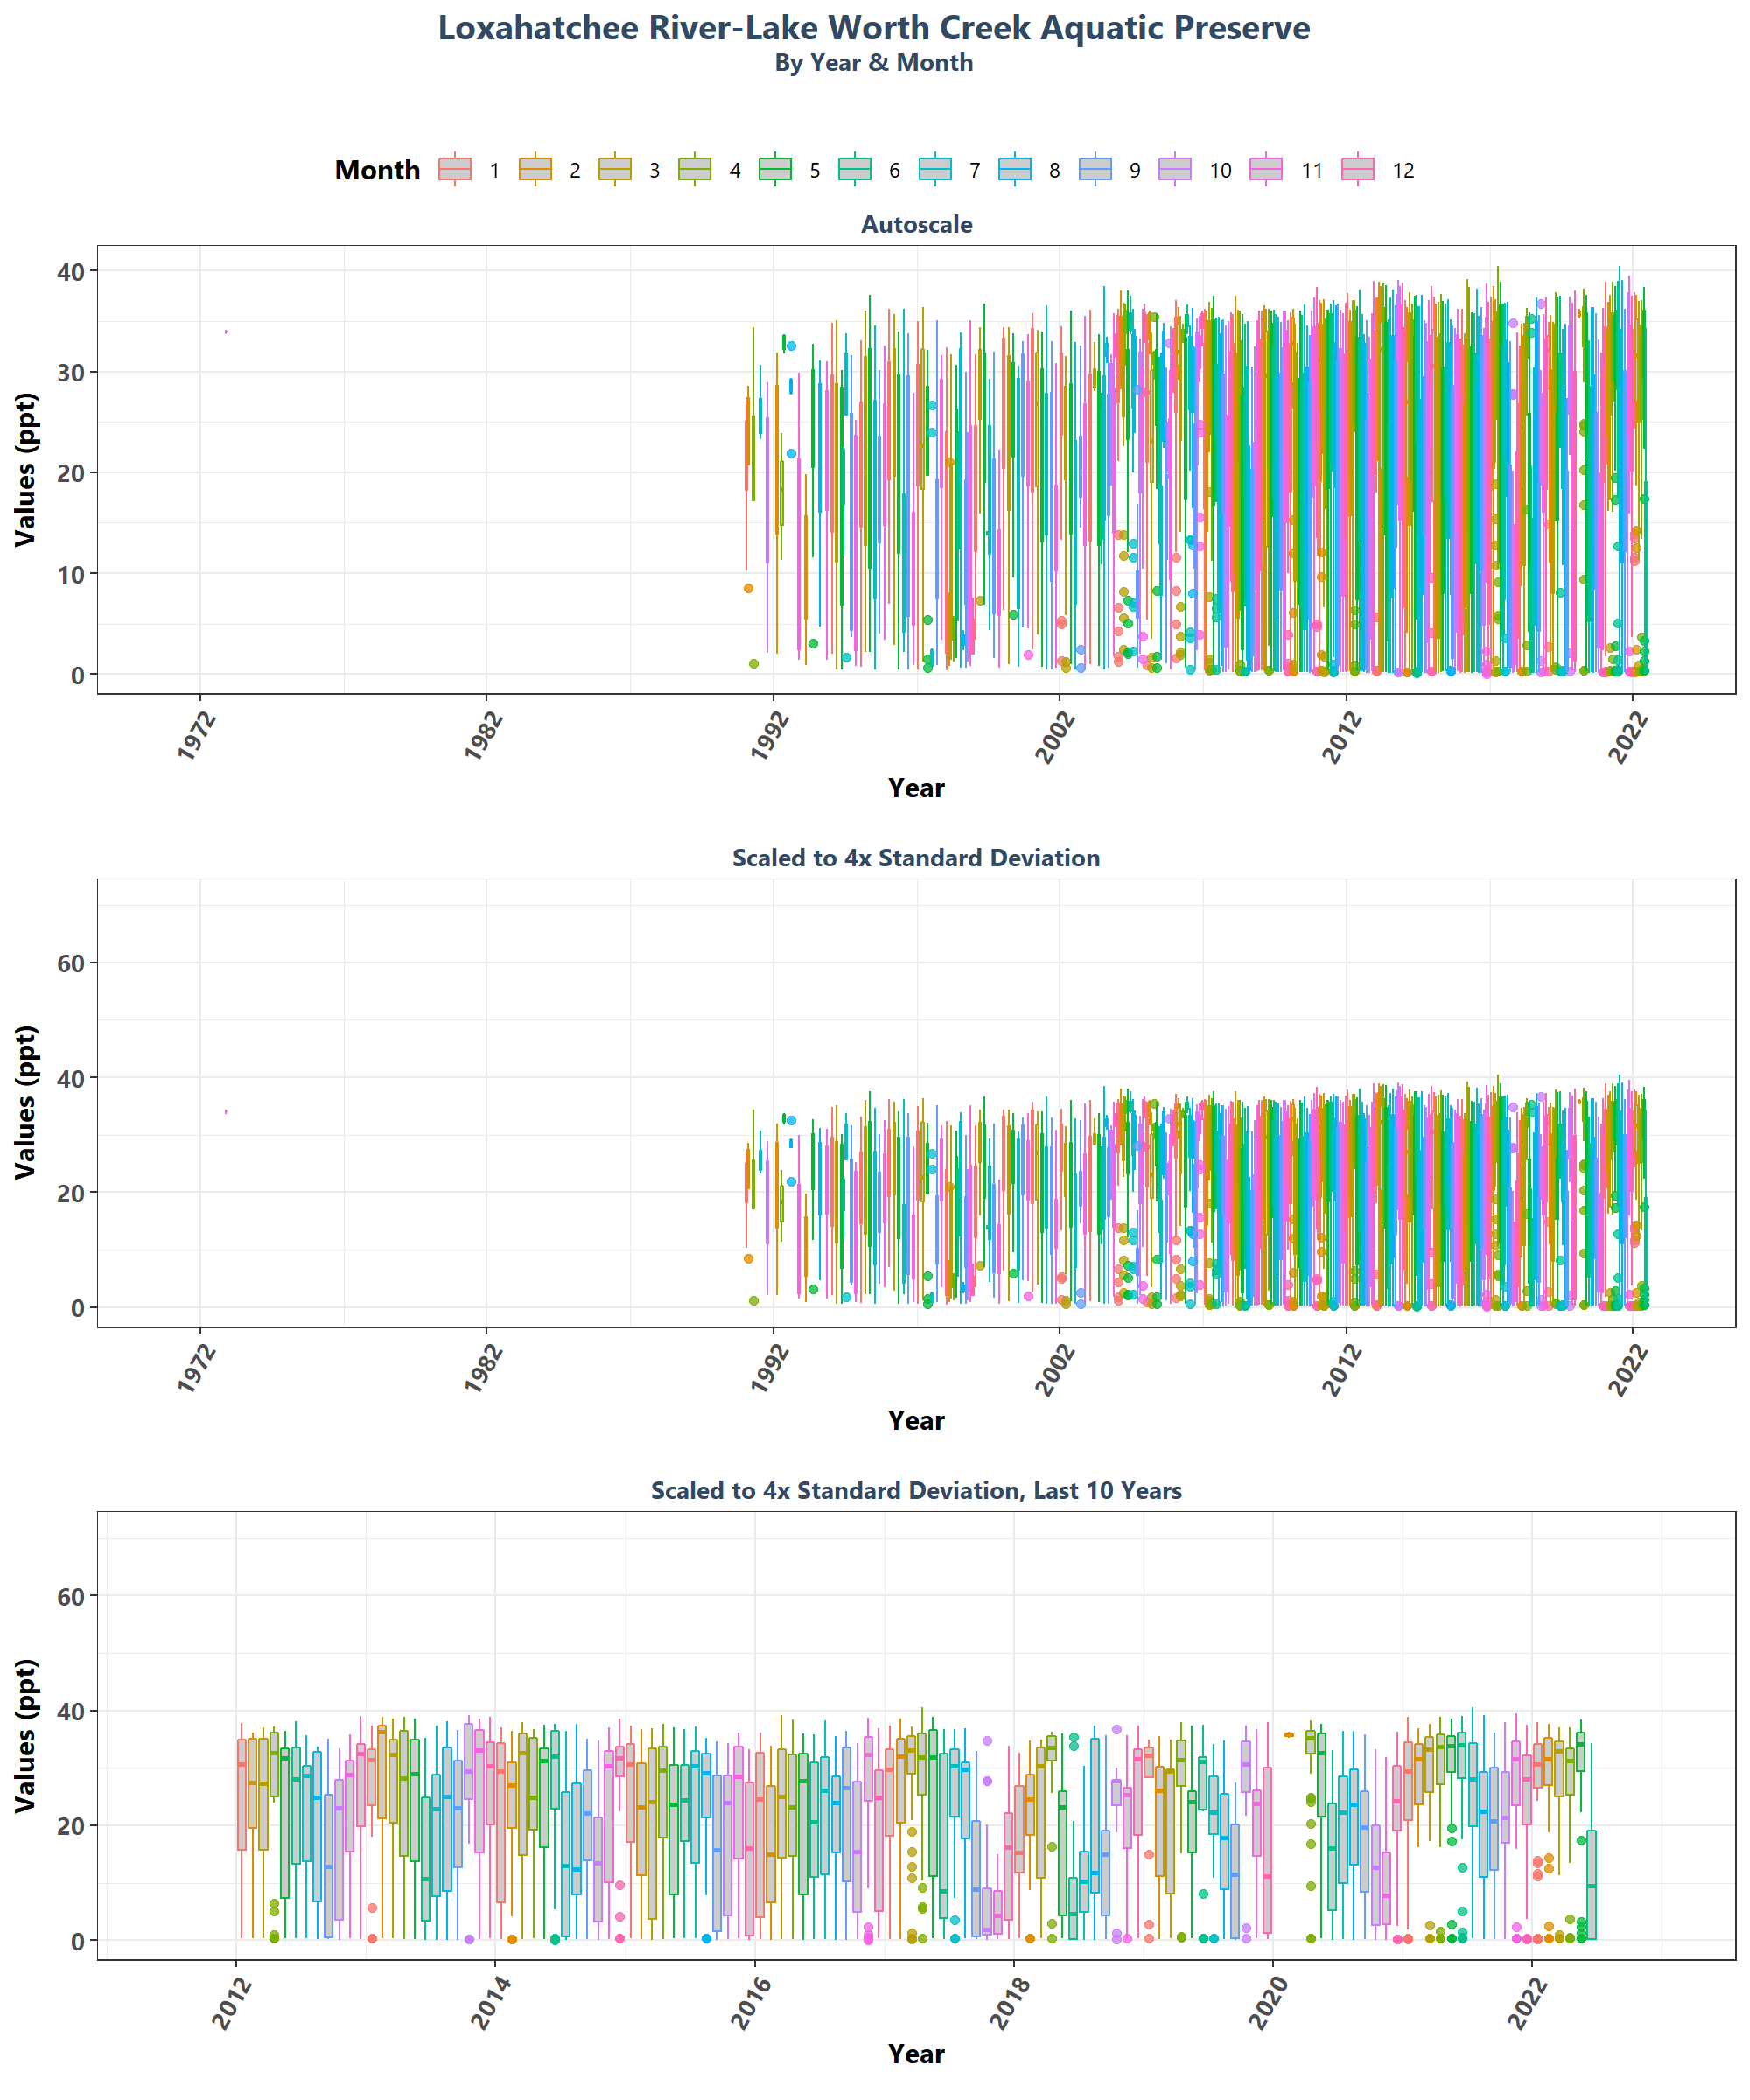 Loxahatchee River-Lake Worth Creek Aquatic Preserve
By Year & Month
Month 1 2 3 4 5 6 7 8 9 10 11 12
Autoscale
Values (ppt)
40
30
20
10
0
1972 1982 1992 2002 2012 2022
Year
Scaled to 4x Standard Deviation
Values (ppt)
60
40
20
0
1972 1982 1992 2002 2012 2022
Year
Scaled to 4x Standard Deviation, Last 10 Years
Values (ppt)
60
40
20
0
2012 2014 2016 2018 2020 2022
Year